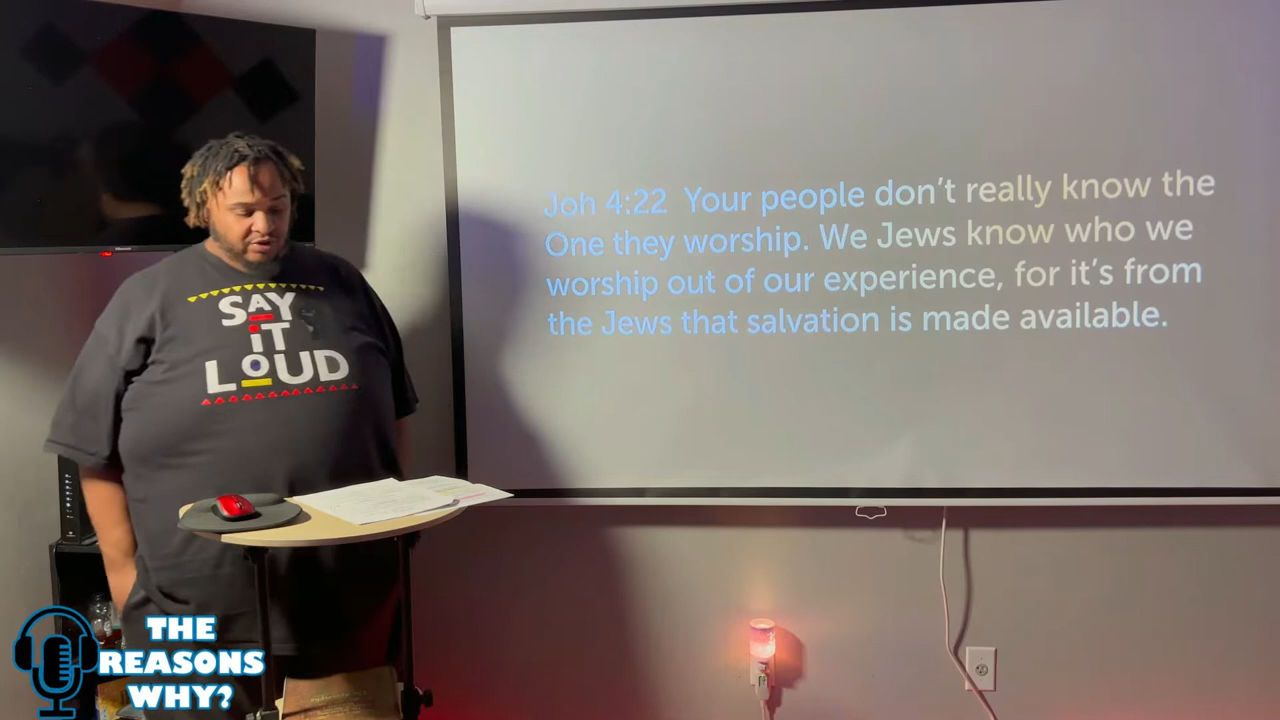 SAY
iT
LOUD
Joh 4:22 Your people don't really know the
One they worship. We Jews know who we
worship out of our experience, for it's from
the Jews that salvation is made available.
THE
REASONS
WHY?